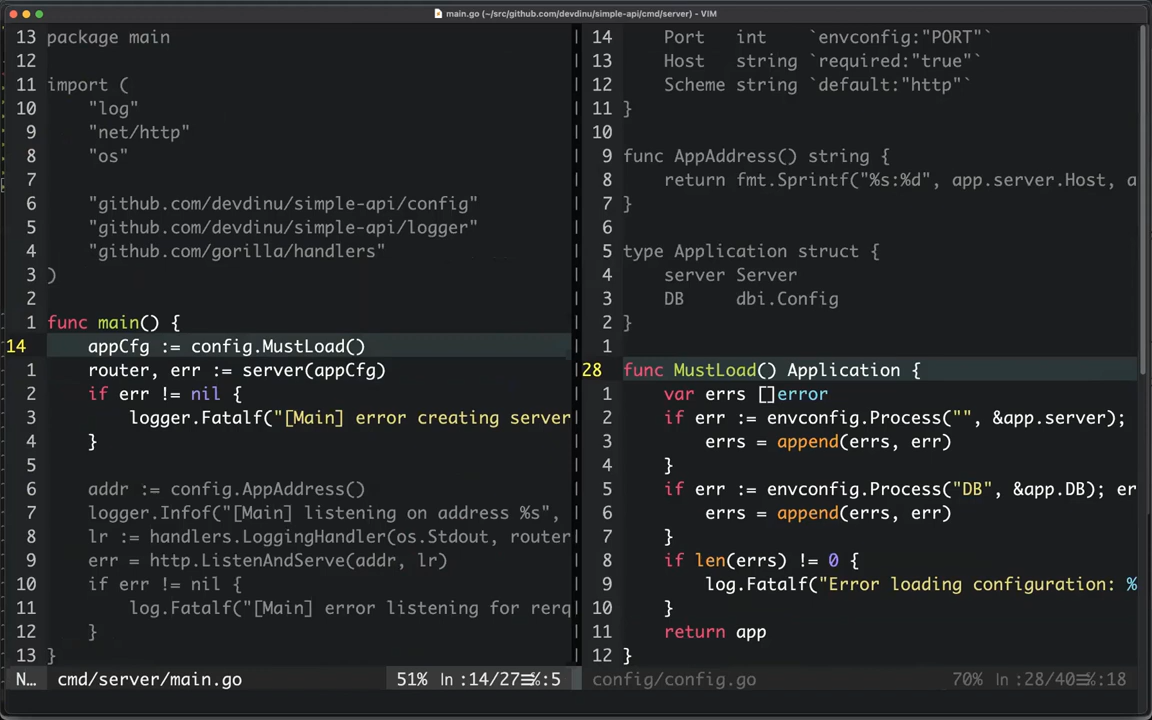 main.go (~/src/github.com/devdinu/simple-api/cmd/server) - VIM
13 package main
12
11 import (
10     "log"
9     "net/http"
8     "os"
7
6     "github.com/devdinu/simple-api/config"
5     "github.com/devdinu/simple-api/logger"
4     "github.com/gorilla/handlers"
3 )
2
1 func main() {
14     appCfg := config.MustLoad()
1     router, err := server(appCfg)
2     if err != nil {
3         logger.Fatalf("[Main] error creating server
4     }
5
6     addr := config.AppAddress()
7     logger.Infof("[Main] listening on address %s",
8     lr := handlers.LoggingHandler(os.Stdout, router
9     err = http.ListenAndServe(addr, lr)
10     if err != nil {
11         log.Fatalf("[Main] error listening for rerq
12     }
13 }
N... cmd/server/main.go 51% ln :14/27≡%:5
14     Port   int    `envconfig:"PORT"`
13     Host   string `required:"true"`
12     Scheme string `default:"http"`
11 }
10
9 func AppAddress() string {
8     return fmt.Sprintf("%s:%d", app.server.Host, a
7 }
6
5 type Application struct {
4     server Server
3     DB     dbi.Config
2 }
1
28 func MustLoad() Application {
1     var errs []error
2     if err := envconfig.Process("", &app.server);
3         errs = append(errs, err)
4     }
5     if err := envconfig.Process("DB", &app.DB); er
6         errs = append(errs, err)
7     }
8     if len(errs) != 0 {
9         log.Fatalf("Error loading configuration: %
10     }
11     return app
12 }
config/config.go 70% ln :28/40≡%:18